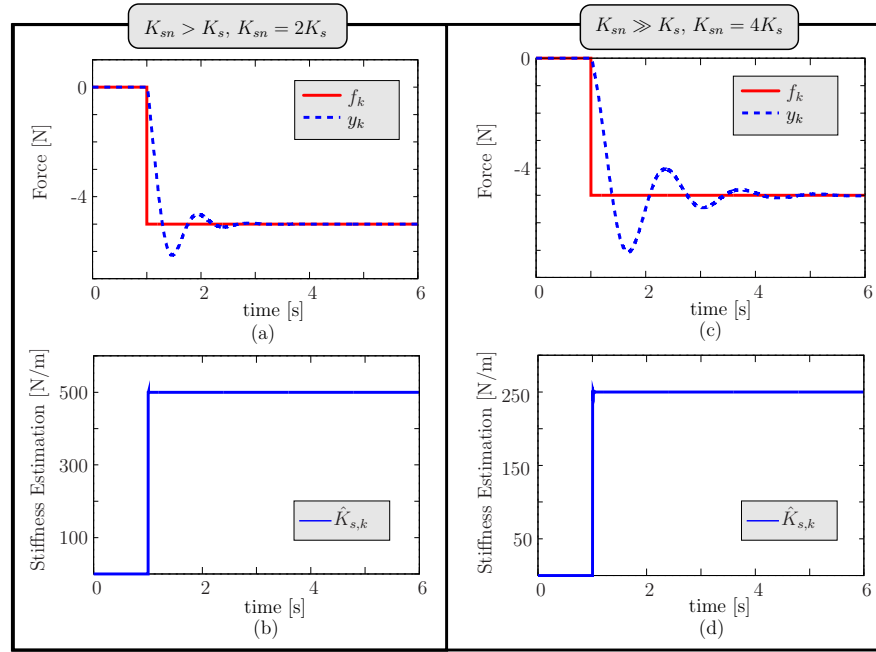 K_{sn} > K_s, K_{sn} = 2K_s
K_{sn} ≫ K_s, K_{sn} = 4K_s
0
-4
Force [N]
f_k
y_k
0 2 4 6
time [s]
(a)
0
-4
Force [N]
f_k
y_k
0 2 4 6
time [s]
(c)
500
300
100
Stiffness Estimation [N/m]
K̂_{s,k}
0 2 4 6
time [s]
(b)
250
150
50
Stiffness Estimation [N/m]
K̂_{s,k}
0 2 4 6
time [s]
(d)